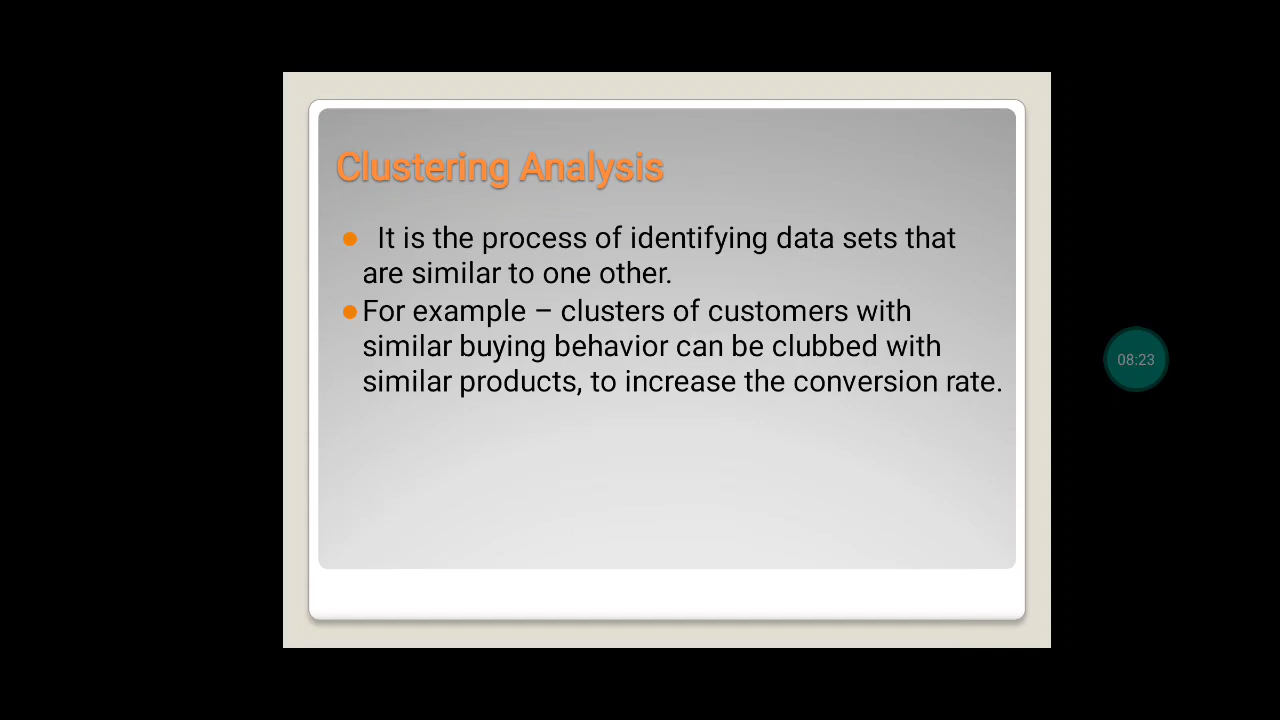 Clustering Analysis
● It is the process of identifying data sets that
are similar to one other.
● For example – clusters of customers with
similar buying behavior can be clubbed with
similar products, to increase the conversion rate.
08:23